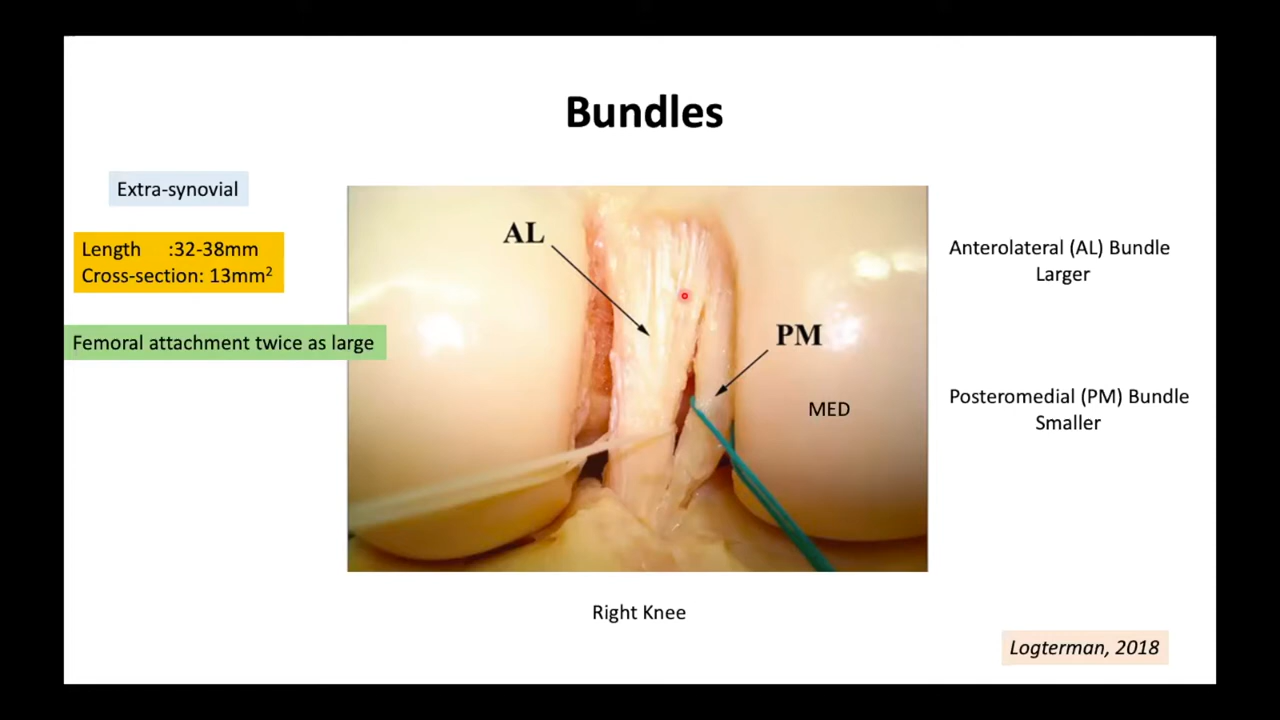 Bundles
Extra-synovial
Length :32-38mm
Cross-section: 13mm²
Femoral attachment twice as large
AL
PM
MED
Anterolateral (AL) Bundle
Larger
Posteromedial (PM) Bundle
Smaller
Right Knee
Logterman, 2018